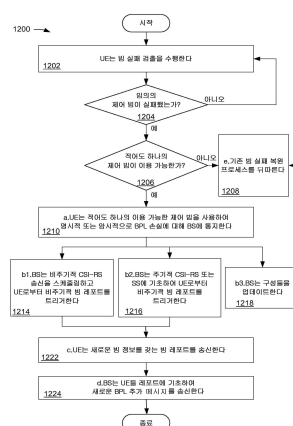 1200
시작
UE는 빔 실패 검출을 수행한다
1202
임의의
제어 빔이 실패했는가?
1204
아니오
예
적어도 하나의
제어 빔이 이용 가능한가?
1206
아니오
예
e.기존 빔 실패 복원
프로세스를 뒤따른다
1208
a.UE는 적어도 하나의 이용 가능한 제어 빔을 사용하여
명시적 또는 암시적으로 BPL 손실에 대해 BS에 통지한다
1210
b1.BS는 비주기적 CSI-RS
송신을 스케줄링하고
UE로부터 비주기적 빔 레포트를
트리거한다
1214
b2.BS는 주기적 CSI-RS 또는
SS에 기초하여 UE로부터
비주기적 빔 레포트를
트리거한다
1216
b3.BS는 구성들을
업데이트한다
1218
c.UE는 새로운 빔 정보를 갖는 빔 레포트를 송신한다
1222
d.BS는 UE등 레포트에 기초하여
새로운 BPL 추가 메시지를 송신한다
1224
종료